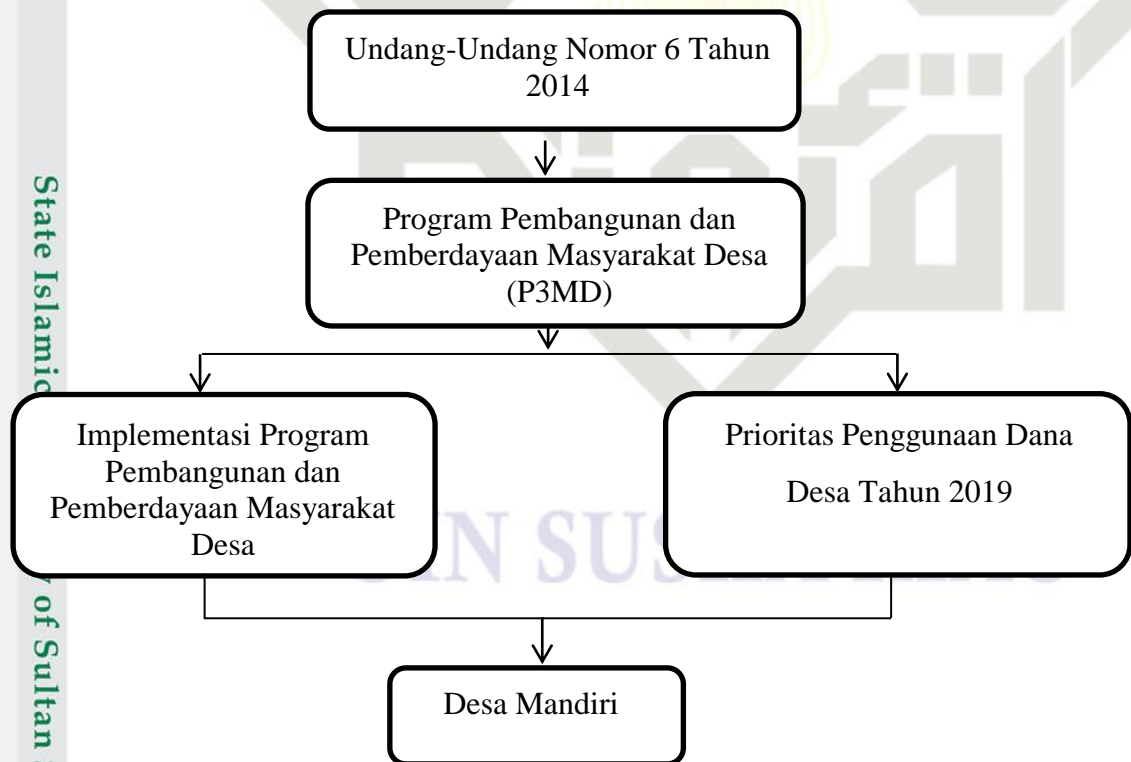 Undang-Undang Nomor 6 Tahun
2014
Program Pembangunan dan
Pemberdayaan Masyarakat Desa
(P3MD)
Implementasi Program
Pembangunan dan
Pemberdayaan Masyarakat
Desa
Prioritas Penggunaan Dana
Desa Tahun 2019
Desa Mandiri
State Islamic
of Sultan